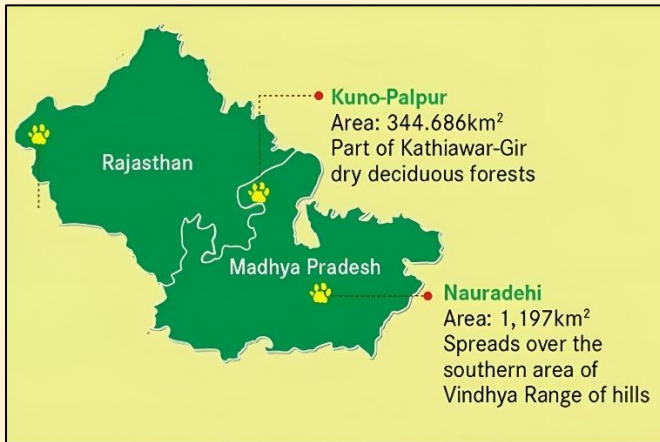 Kuno-Palpur
Area: 344.686km²
Part of Kathiawar-Gir
dry deciduous forests
Rajasthan
Madhya Pradesh
Nauradehi
Area: 1,197km²
Spreads over the
southern area of
Vindhya Range of hills